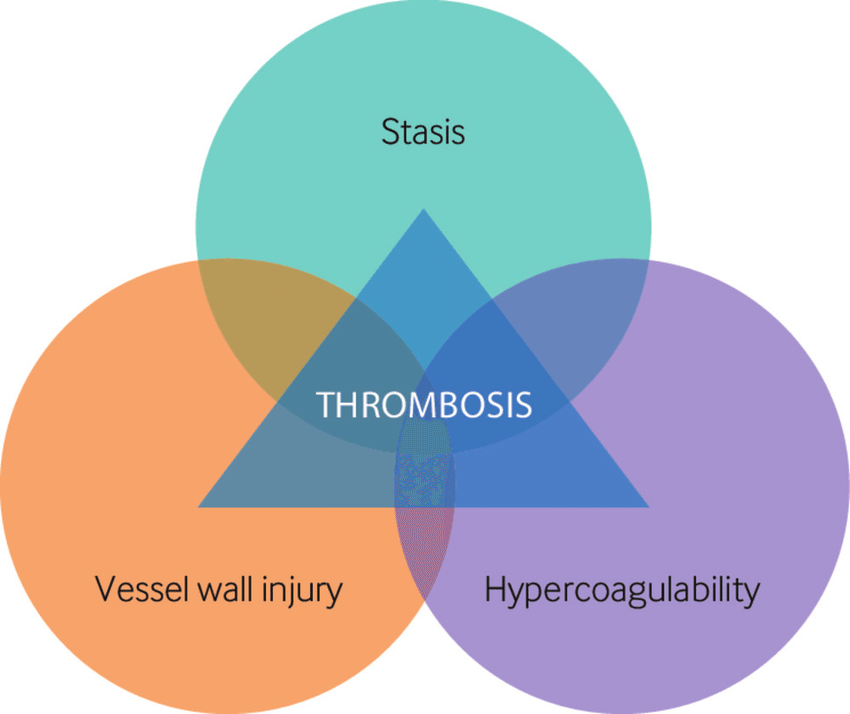 Stasis
THROMBOSIS
Vessel wall injury
Hypercoagulability